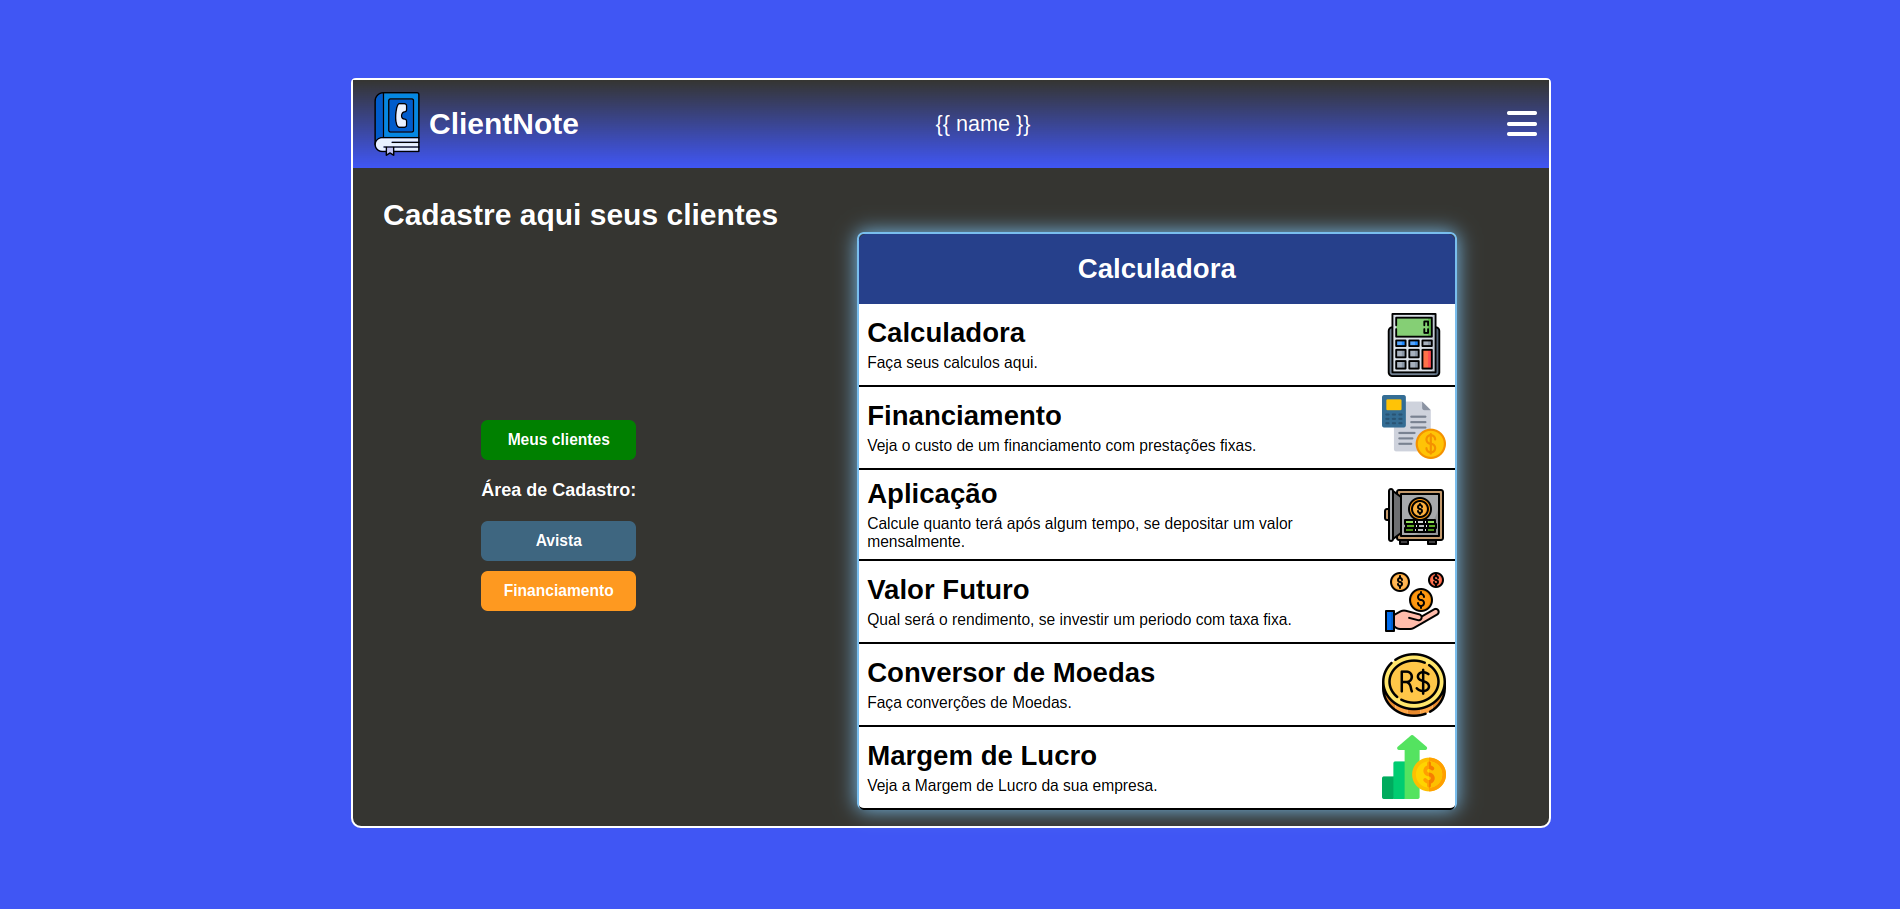 ClientNote
{{ name }}
Cadastre aqui seus clientes
Meus clientes
Área de Cadastro:
Avista
Financiamento
Calculadora
Calculadora
Faça seus calculos aqui.
0
Financiamento
Veja o custo de um financiamento com prestações fixas.
$
Aplicação
Calcule quanto terá após algum tempo, se depositar um valor
mensalmente.
$
Valor Futuro
Qual será o rendimento, se investir um periodo com taxa fixa.
$ $
$
Conversor de Moedas
Faça converções de Moedas.
R$
Margem de Lucro
Veja a Margem de Lucro da sua empresa.
$